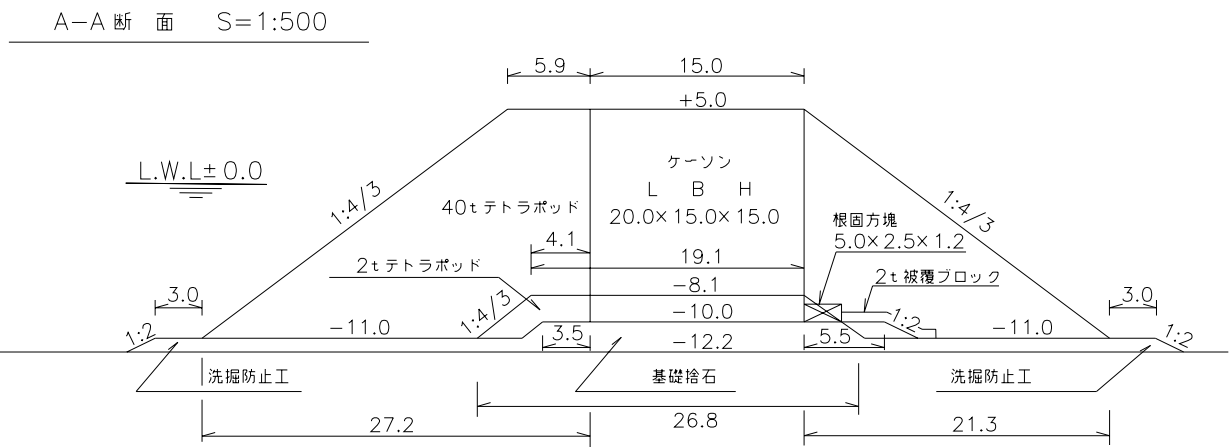 A-A 断 面 S=1:500
5.9 15.0
+5.0
L.W.L±0.0
ケーソン
L B H
20.0×15.0×15.0
1:4/3
40tテトラポッド
1:4/3
根固方塊
5.0×2.5×1.2
4.1
19.1
2tテトラポッド
2t被覆ブロック
3.0
-8.1
3.0
1:2
-11.0
1:4/3
-10.0
1:2
-11.0
1:2
3.5
-12.2
5.5
洗掘防止工
基礎捨石
洗掘防止工
27.2
26.8
21.3